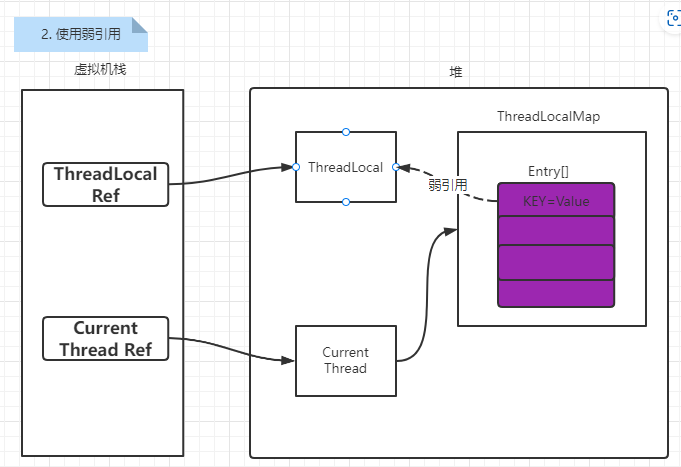 2. 使用弱引用
虚拟机栈
堆
ThreadLocalMap
ThreadLocal
Ref
ThreadLocal
弱引用
Entry[]
KEY=Value
Current
Thread Ref
Current
Thread